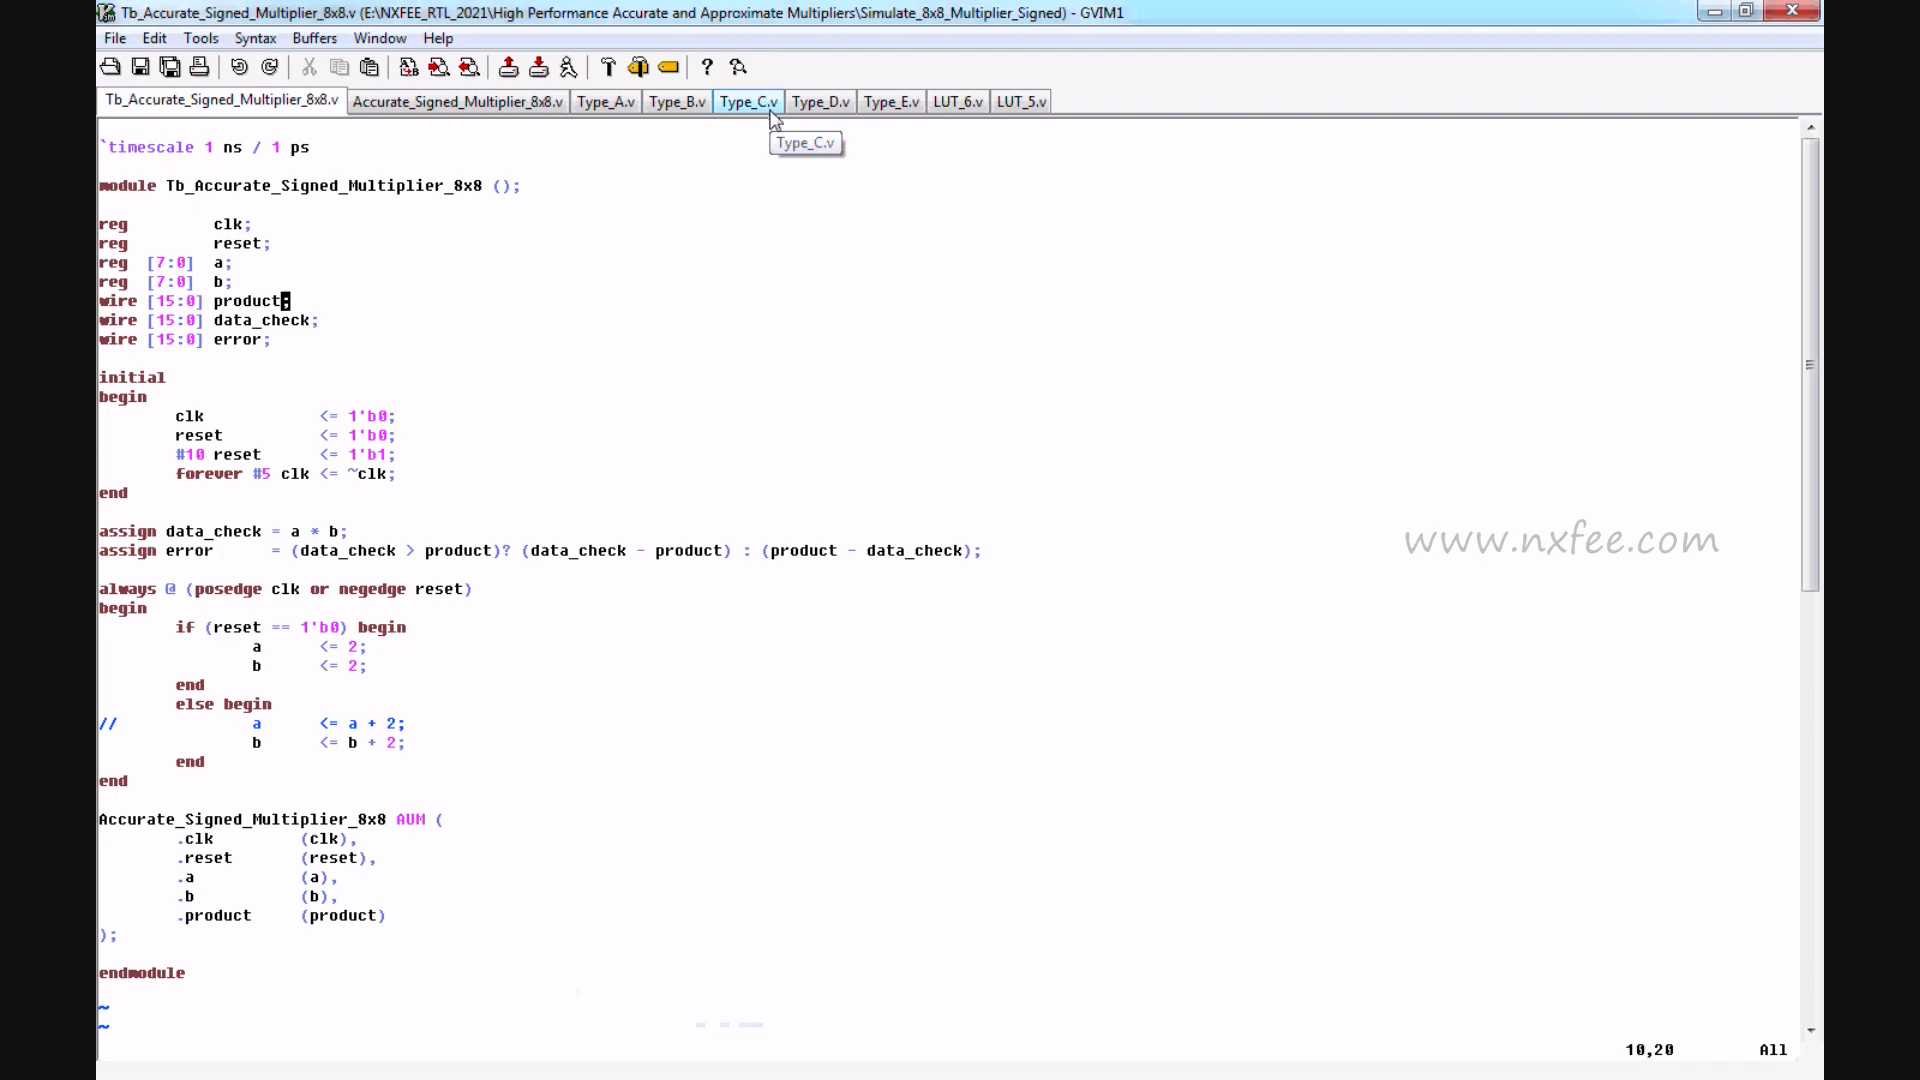 Tb_Accurate_Signed_Multiplier_8x8.v (E:\NXFEE_RTL_2021\High Performance Accurate and Approximate Multipliers\Simulate_8x8_Multiplier_Signed) - GVIM1
File Edit Tools Syntax Buffers Window Help
Tb_Accurate_Signed_Multiplier_8x8.v Accurate_Signed_Multiplier_8x8.v Type_A.v Type_B.v Type_C.v Type_D.v Type_E.v LUT_6.v LUT_5.v
Type_C.v
`timescale 1 ns / 1 ps
module Tb_Accurate_Signed_Multiplier_8x8 ();
reg clk;
reg reset;
reg [7:0] a;
reg [7:0] b;
wire [15:0] product;
wire [15:0] data_check;
wire [15:0] error;
initial
begin
clk <= 1'b0;
reset <= 1'b0;
#10 reset <= 1'b1;
forever #5 clk <= ~clk;
end
assign data_check = a * b;
assign error = (data_check > product)? (data_check - product) : (product - data_check);
www.nxfee.com
always @ (posedge clk or negedge reset)
begin
if (reset == 1'b0) begin
a <= 2;
b <= 2;
end
else begin
// a <= a + 2;
b <= b + 2;
end
end
Accurate_Signed_Multiplier_8x8 AUM (
.clk (clk),
.reset (reset),
.a (a),
.b (b),
.product (product)
);
endmodule
~
~
10,20 All